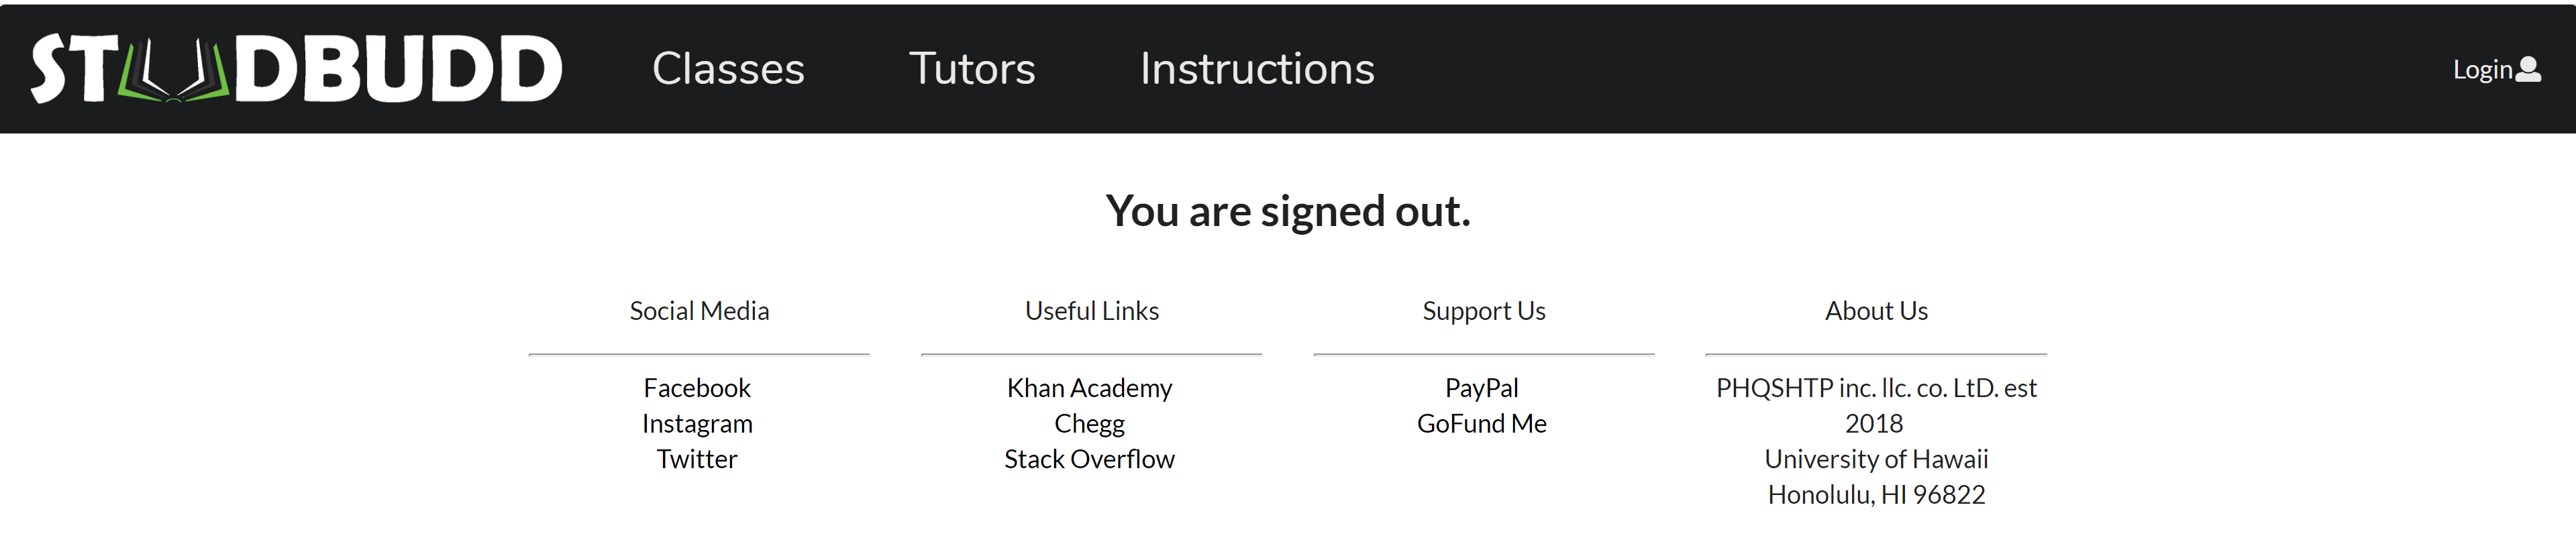 STUDBUDD Classes Tutors Instructions Login
You are signed out.
Social Media
Facebook
Instagram
Twitter
Useful Links
Khan Academy
Chegg
Stack Overflow
Support Us
PayPal
GoFund Me
About Us
PHQSHTP inc. llc. co. LtD. est
2018
University of Hawaii
Honolulu, HI 96822